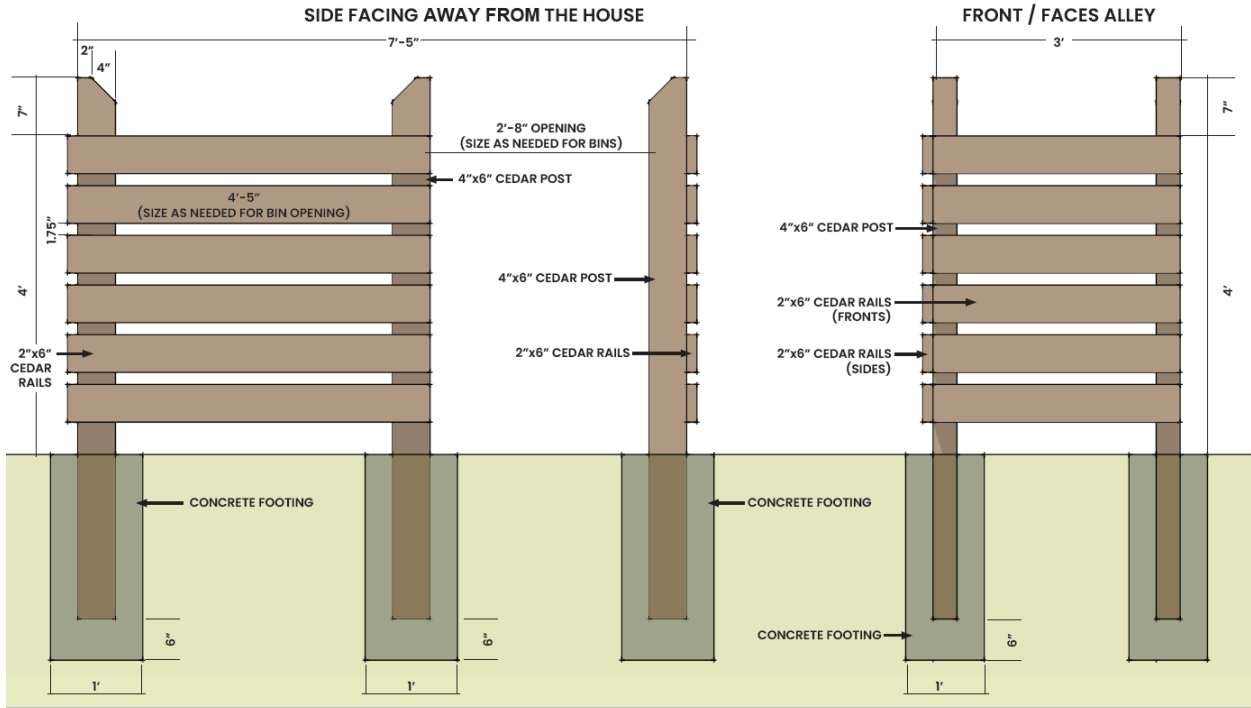 SIDE FACING AWAY FROM THE HOUSE
FRONT / FACES ALLEY
7'-5"
3'
2"
4"
7"
7"
2'-8" OPENING
(SIZE AS NEEDED FOR BINS)
4"x6" CEDAR POST
4'-5"
(SIZE AS NEEDED FOR BIN OPENING)
1.75"
4"x6" CEDAR POST
4"x6" CEDAR POST
4'
4'
2"x6" CEDAR RAILS
(FRONTS)
2"x6"
CEDAR
RAILS
2"x6" CEDAR RAILS
2"x6" CEDAR RAILS
(SIDES)
CONCRETE FOOTING
CONCRETE FOOTING
CONCRETE FOOTING
6"
6"
6"
1'
1'
1'